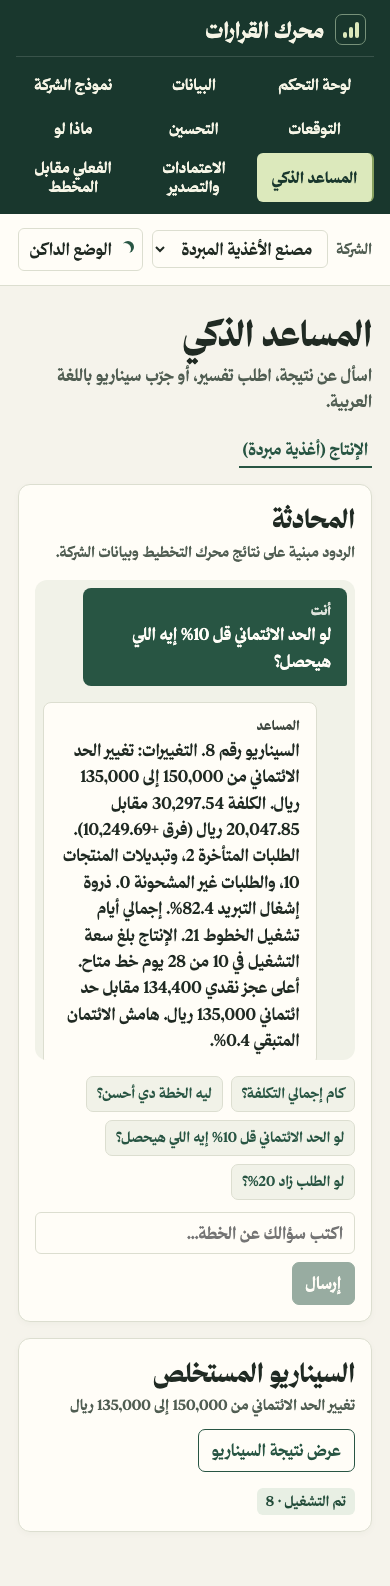 محرك القرارات
لوحة التحكم
البيانات
نموذج الشركة
التوقعات
التحسين
ماذا لو
المساعد الذكي
الاعتمادات والتصدير
الفعلي مقابل المخطط
الشركة
مصنع الأغذية المبردة
الوضع الداكن
المساعد الذكي
اسأل عن نتيجة، اطلب تفسير، أو جرّب سيناريو باللغة
العربية.
الإنتاج (أغذية مبردة)
المحادثة
الردود مبنية على نتائج محرك التخطيط وبيانات الشركة.
أنت
لو الحد الائتماني قل 10% إيه اللي
هيحصل؟
المساعد
السيناريو رقم 8. التغييرات: تغيير الحد
الائتماني من 150,000 إلى 135,000
ريال. الكلفة 30,297.54 مقابل
20,047.85 ريال (فرق +10,249.69).
الطلبات المتأخرة 2، وتبديلات المنتجات
10، والطلبات غير المشحونة 0. ذروة
إشغال التبريد 82.4%. إجمالي أيام
تشغيل الخطوط 21. الإنتاج بلغ سعة
التشغيل في 10 من 28 يوم خط متاح.
أعلى عجز نقدي 134,400 مقابل حد
ائتماني 135,000 ريال. هامش الائتمان
المتبقي 0.4%.
كام إجمالي التكلفة؟
ليه الخطة دي أحسن؟
لو الحد الائتماني قل 10% إيه اللي هيحصل؟
لو الطلب زاد 20%؟
اكتب سؤالك عن الخطة...
إرسال
السيناريو المستخلص
تغيير الحد الائتماني من 150,000 إلى 135,000 ريال
عرض نتيجة السيناريو
تم التشغيل · 8